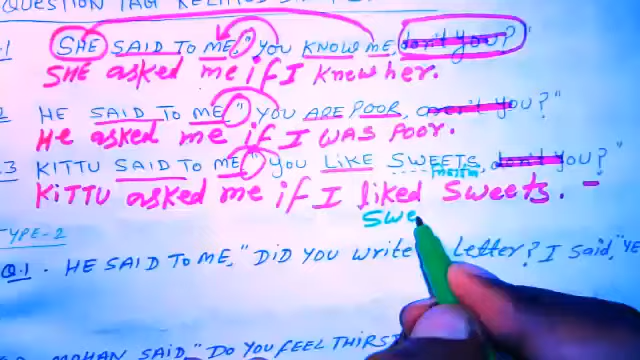 QUESTION TAG RELATED
.1 SHE SAID TO ME, "YOU KNOW ME, don't you?"
SHE asked me if I knew her.
2 HE SAID TO ME, "YOU ARE POOR, aren't you?"
He asked me if I was poor.
.3 KITTU SAID TO ME, "YOU LIKE SWEETS, don't you?"
KITTU asked me if I liked sweets.
swe
TYPE-2
Q.1. HE SAID TO ME, "DID YOU write letter? I said, "YE
MOHAN SAID, "DO YOU FEEL THIRST